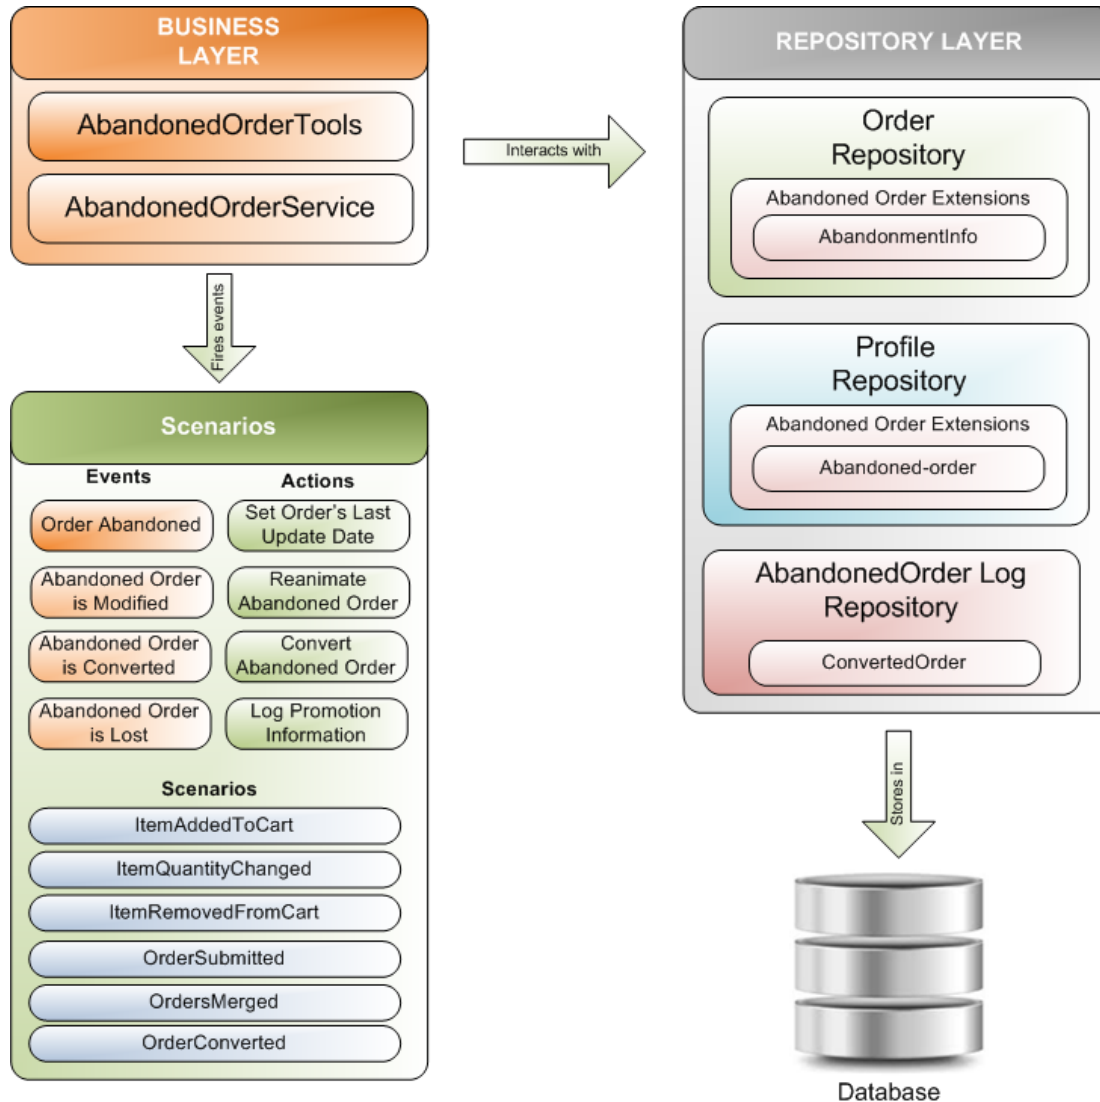 BUSINESS
LAYER
AbandonedOrderTools
AbandonedOrderService
Interacts with
REPOSITORY LAYER
Order
Repository
Abandoned Order Extensions
AbandonmentInfo
Profile
Repository
Abandoned Order Extensions
Abandoned-order
AbandonedOrder Log
Repository
ConvertedOrder
Fires events
Scenarios
Events
Order Abandoned
Abandoned Order
is Modified
Abandoned Order
is Converted
Abandoned Order
is Lost
Actions
Set Order's Last
Update Date
Reanimate
Abandoned Order
Convert
Abandoned Order
Log Promotion
Information
Scenarios
ItemAddedToCart
ItemQuantityChanged
ItemRemovedFromCart
OrderSubmitted
OrdersMerged
OrderConverted
Stores in
Database